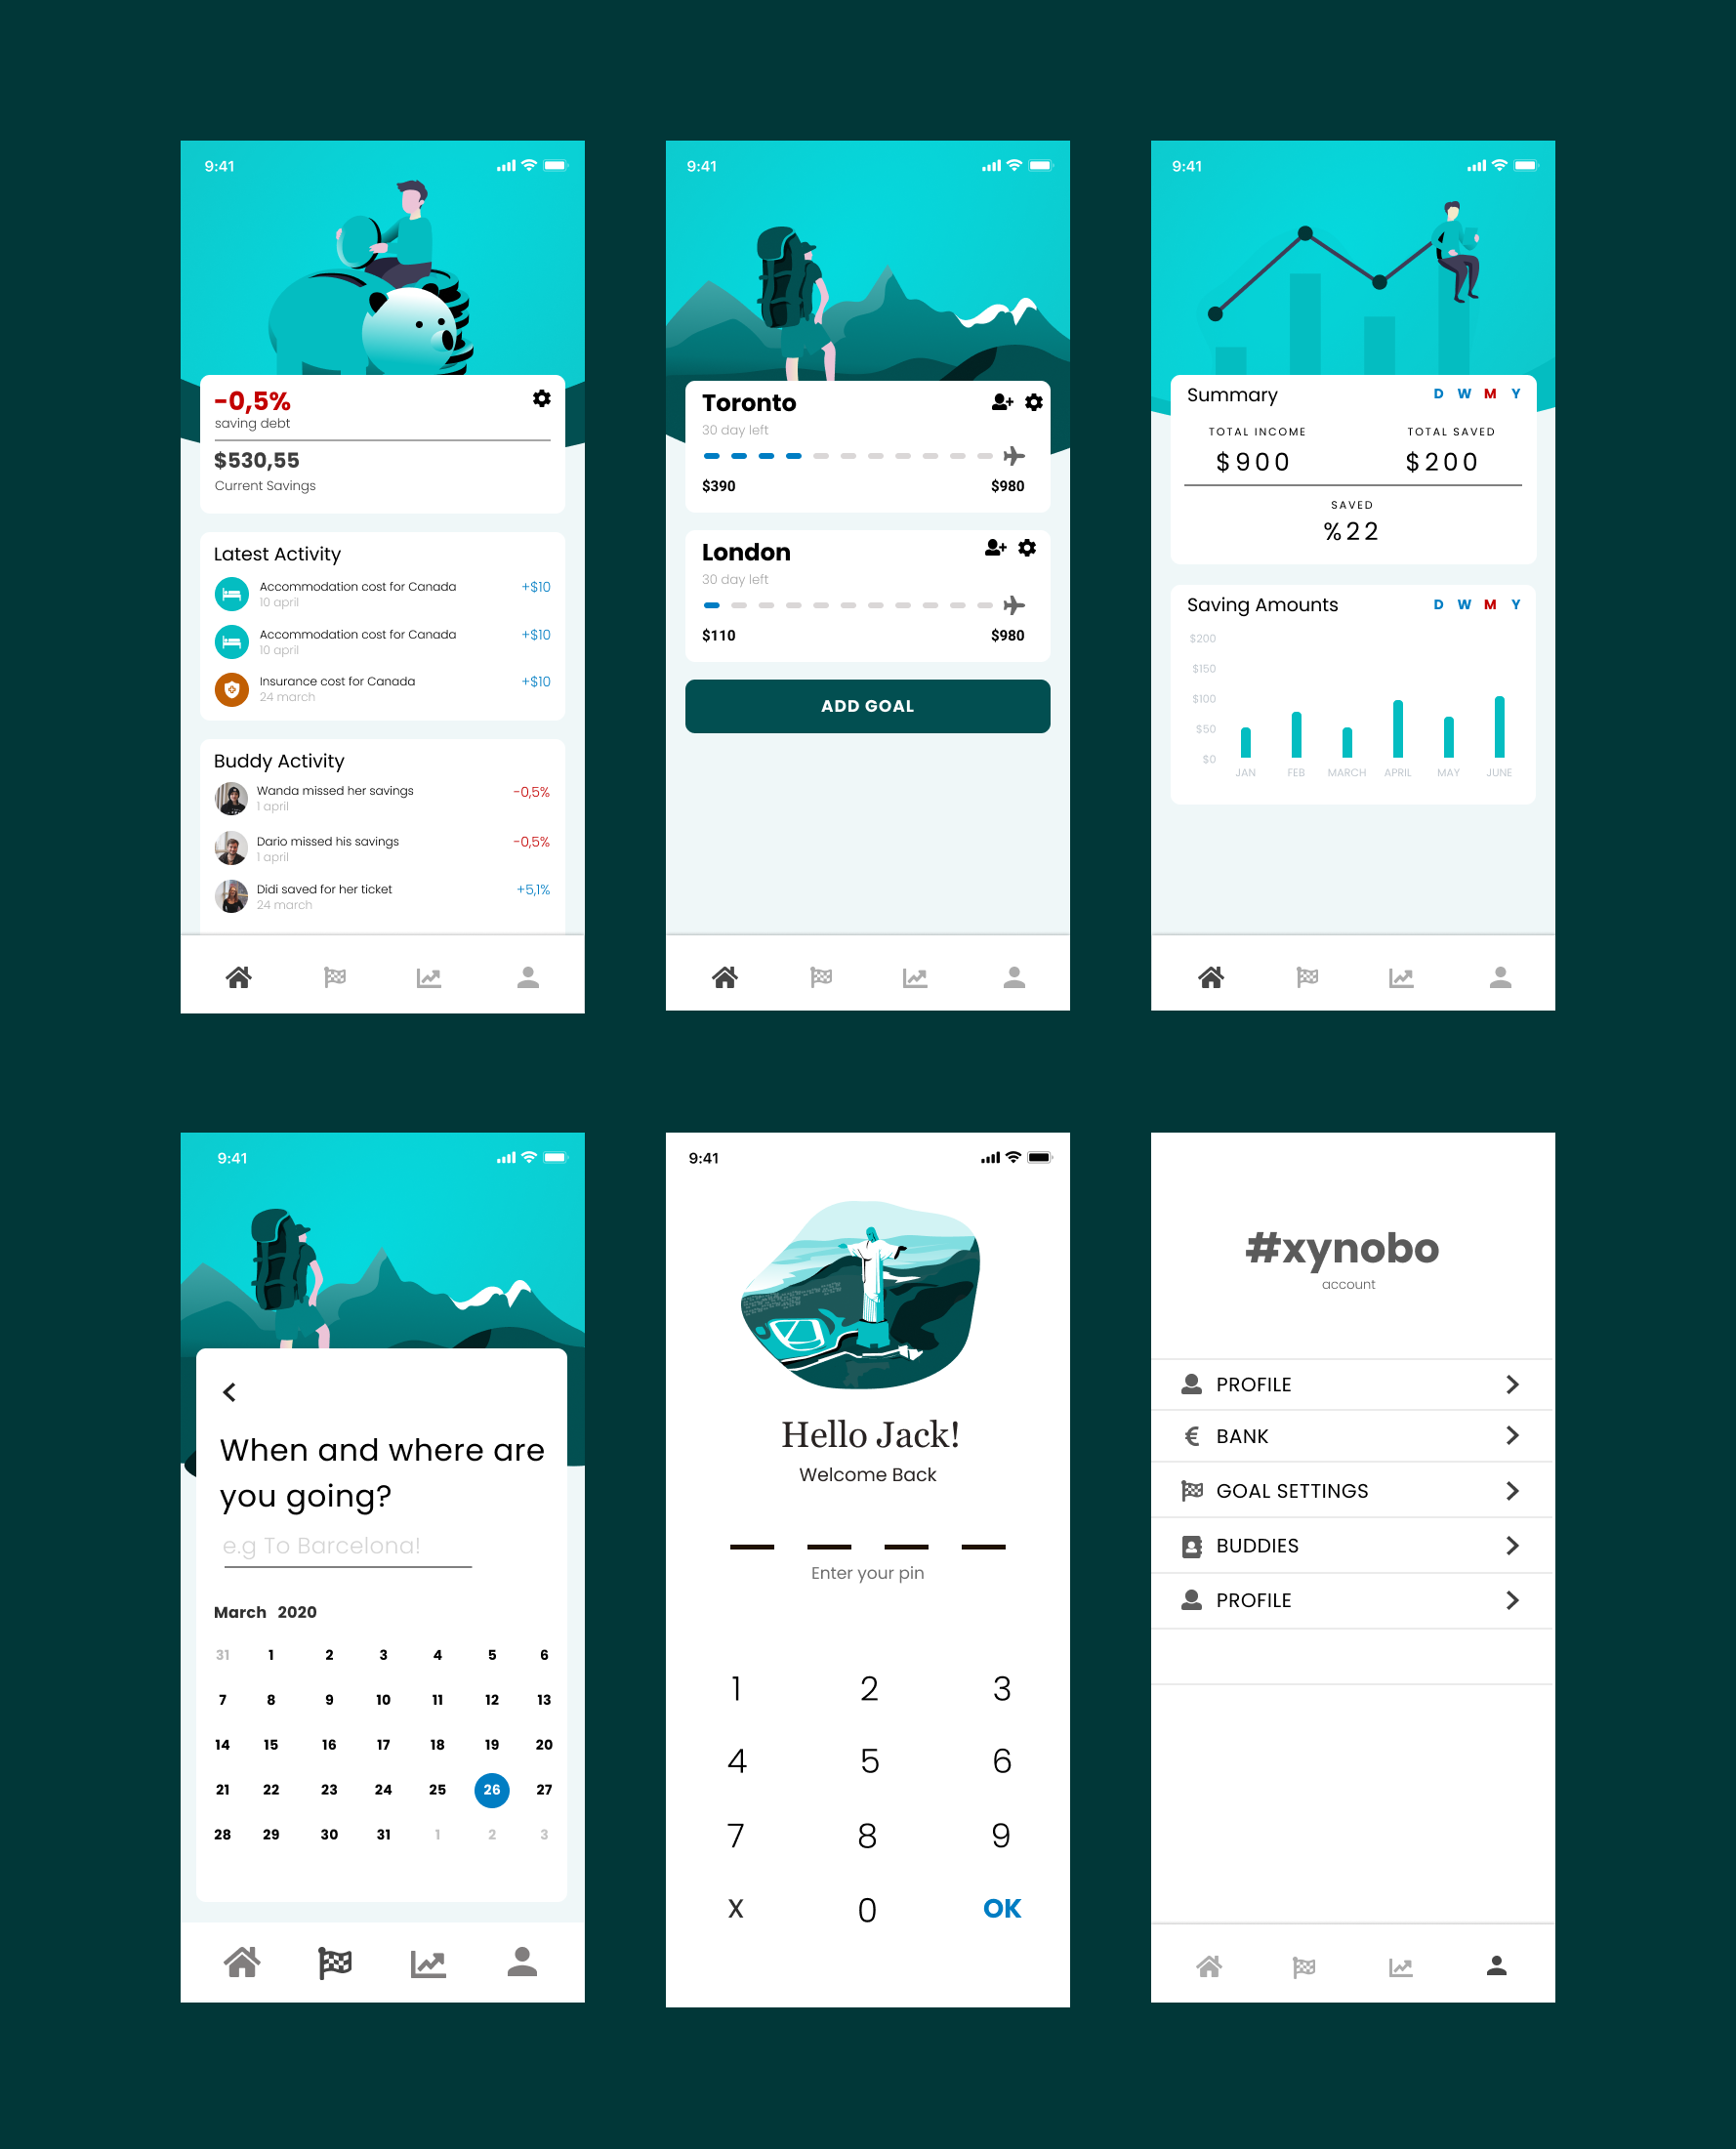 9:41
-0,5%
saving debt
$530,55
Current Savings
Latest Activity
Accommodation cost for Canada +$10
10 april
Accommodation cost for Canada +$10
10 april
Insurance cost for Canada +$10
24 march
Buddy Activity
Wanda missed her savings -0,5%
1 april
Dario missed his savings -0,5%
1 april
Didi saved for her ticket +5,1%
24 march
9:41
Toronto
30 day left
$390 $980
London
30 day left
$110 $980
ADD GOAL
9:41
Summary D W M Y
TOTAL INCOME TOTAL SAVED
$900 $200
SAVED
%22
Saving Amounts D W M Y
$200
$150
$100
$50
$0
JAN FEB MARCH APRIL MAY JUNE
9:41
When and where are
you going?
e.g To Barcelona!
March 2020
31 1 2 3 4 5 6
7 8 9 10 11 12 13
14 15 16 17 18 19 20
21 22 23 24 25 26 27
28 29 30 31 1 2 3
9:41
Hello Jack!
Welcome Back
Enter your pin
1 2 3
4 5 6
7 8 9
X 0 OK
#xynobo
account
PROFILE
€ BANK
GOAL SETTINGS
BUDDIES
PROFILE